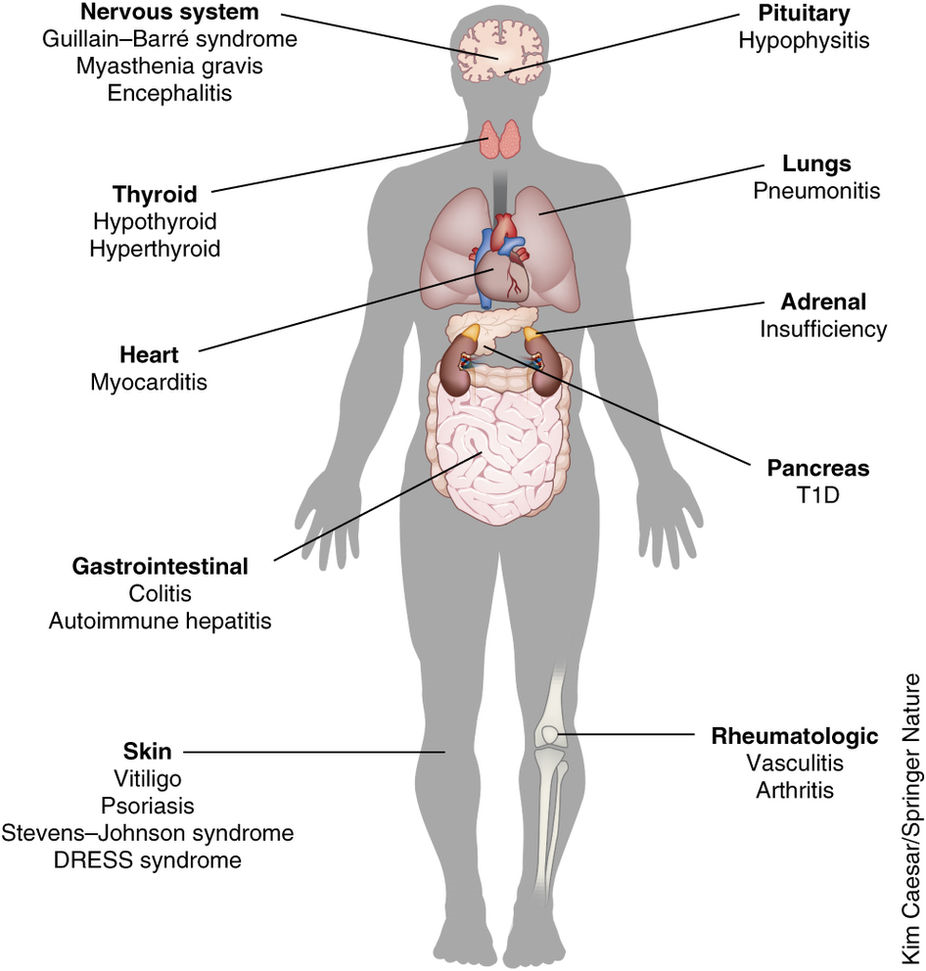 Nervous system
Guillain–Barré syndrome
Myasthenia gravis
Encephalitis
Pituitary
Hypophysitis
Thyroid
Hypothyroid
Hyperthyroid
Lungs
Pneumonitis
Heart
Myocarditis
Adrenal
Insufficiency
Pancreas
T1D
Gastrointestinal
Colitis
Autoimmune hepatitis
Skin
Vitiligo
Psoriasis
Stevens–Johnson syndrome
DRESS syndrome
Rheumatologic
Vasculitis
Arthritis
Kim Caesar/Springer Nature